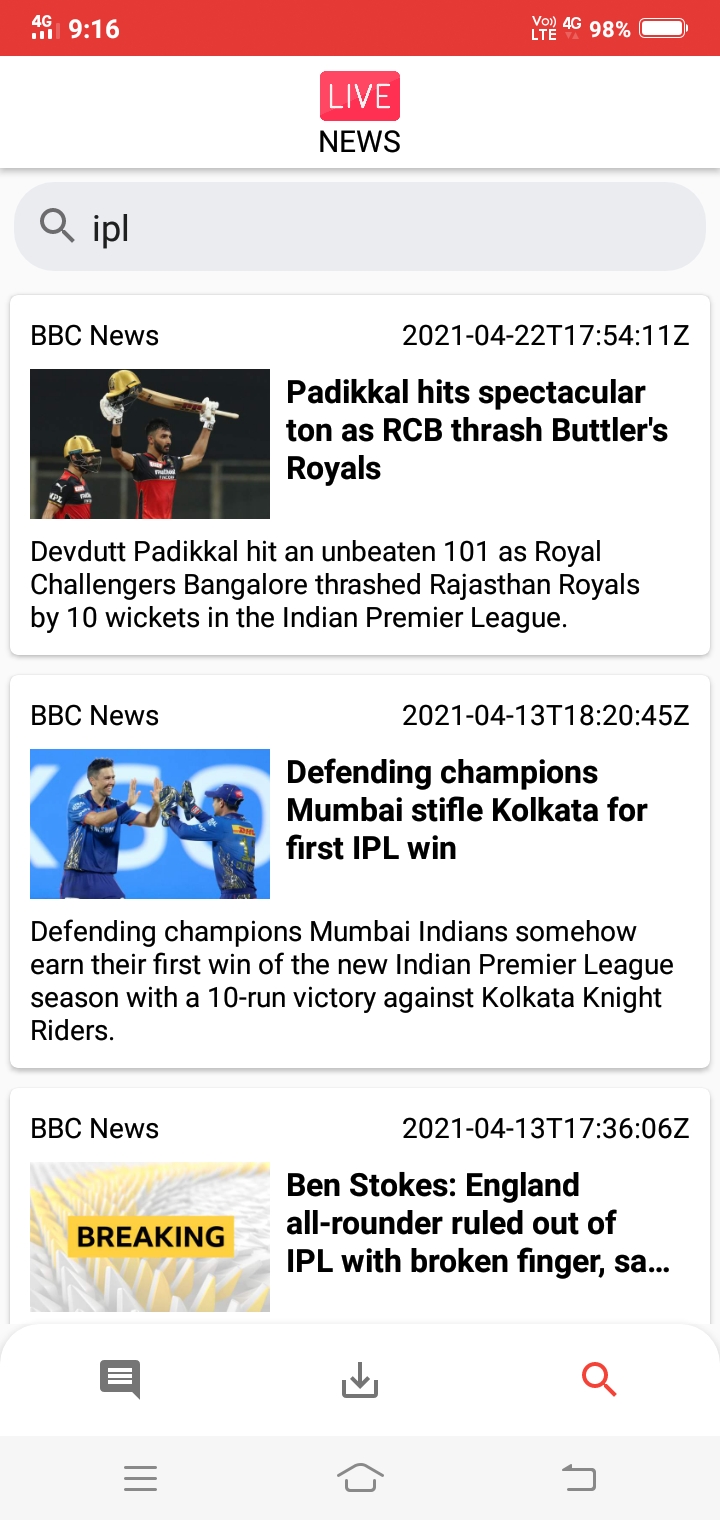 4G 9:16 Vo)) LTE 4G 98%
LIVE
NEWS
ipl
BBC News 2021-04-22T17:54:11Z
Padikkal hits spectacular
ton as RCB thrash Buttler's
Royals
Devdutt Padikkal hit an unbeaten 101 as Royal
Challengers Bangalore thrashed Rajasthan Royals
by 10 wickets in the Indian Premier League.
BBC News 2021-04-13T18:20:45Z
Defending champions
Mumbai stifle Kolkata for
first IPL win
Defending champions Mumbai Indians somehow
earn their first win of the new Indian Premier League
season with a 10-run victory against Kolkata Knight
Riders.
BBC News 2021-04-13T17:36:06Z
BREAKING
Ben Stokes: England
all-rounder ruled out of
IPL with broken finger, sa...